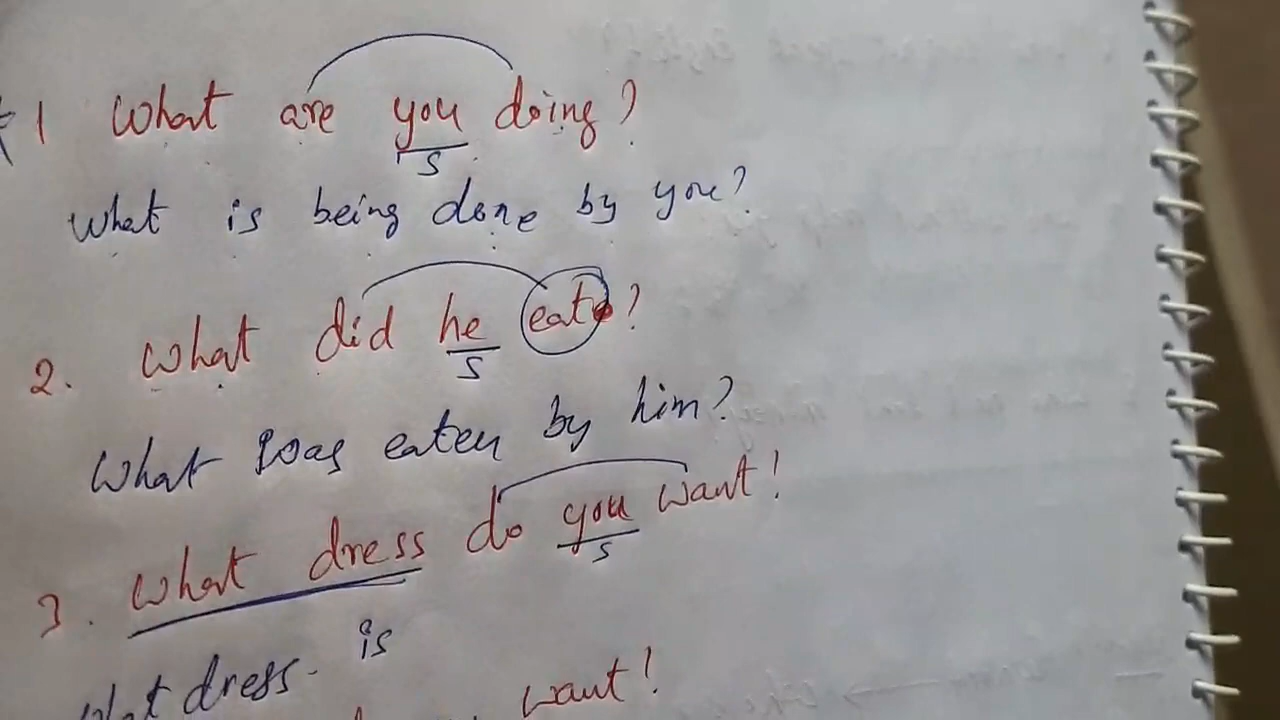 1 What are you doing?
S
What is being done by you?
2. What did he eat?
S
What was eaten by him?
3. What dress do you want!
S
What dress. is
want!